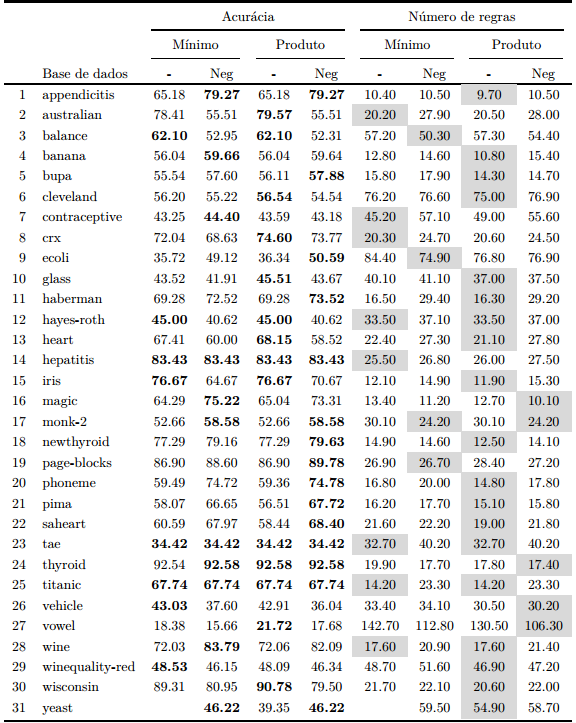 Acurácia Número de regras
Mínimo Produto Mínimo Produto
Base de dados - Neg - Neg - Neg - Neg
1 appendicitis 65.18 79.27 65.18 79.27 10.40 10.50 9.70 10.50
2 australian 78.41 55.51 79.57 55.51 20.20 27.90 20.50 28.00
3 balance 62.10 52.95 62.10 52.31 57.20 50.30 57.30 54.40
4 banana 56.04 59.66 56.04 59.64 12.80 14.60 10.80 15.40
5 bupa 55.54 57.60 56.11 57.88 15.80 17.90 14.30 14.70
6 cleveland 56.20 55.22 56.54 54.54 76.20 76.60 75.00 76.90
7 contraceptive 43.25 44.40 43.59 43.18 45.20 57.10 49.00 55.60
8 crx 72.04 68.63 74.60 73.77 20.30 24.70 20.60 24.50
9 ecoli 35.72 49.12 36.34 50.59 84.40 74.90 76.80 76.90
10 glass 43.52 41.91 45.51 43.67 40.10 41.10 37.00 37.50
11 haberman 69.28 72.52 69.28 73.52 16.50 29.40 16.30 29.20
12 hayes-roth 45.00 40.62 45.00 40.62 33.50 37.10 33.50 37.00
13 heart 67.41 60.00 68.15 58.52 22.40 27.30 21.10 27.80
14 hepatitis 83.43 83.43 83.43 83.43 25.50 26.80 26.00 27.50
15 iris 76.67 64.67 76.67 70.67 12.10 14.90 11.90 15.30
16 magic 64.29 75.22 65.04 73.31 13.40 11.20 12.70 10.10
17 monk-2 52.66 58.58 52.66 58.58 30.10 24.20 30.10 24.20
18 newthyroid 77.29 79.16 77.29 79.63 14.90 14.60 12.50 14.10
19 page-blocks 86.90 88.60 86.90 89.78 26.90 26.70 28.40 27.20
20 phoneme 59.49 74.72 59.36 74.78 16.80 20.00 14.80 17.80
21 pima 58.07 66.65 56.51 67.72 16.20 17.70 15.10 15.80
22 saheart 60.59 67.97 58.44 68.40 21.60 22.20 19.00 21.80
23 tae 34.42 34.42 34.42 34.42 32.70 40.20 32.70 40.20
24 thyroid 92.54 92.58 92.58 92.58 19.90 17.70 17.80 17.40
25 titanic 67.74 67.74 67.74 67.74 14.20 23.30 14.20 23.30
26 vehicle 43.03 37.60 42.91 36.04 33.40 34.10 30.50 30.20
27 vowel 18.38 15.66 21.72 17.68 142.70 112.80 130.50 106.30
28 wine 72.03 83.79 72.06 82.09 17.60 20.90 17.60 21.40
29 winequality-red 48.53 46.15 48.09 46.34 48.70 51.60 46.90 47.20
30 wisconsin 89.31 80.95 90.78 79.50 21.70 22.10 20.60 22.00
31 yeast 46.22 39.35 46.22 59.50 54.90 58.70